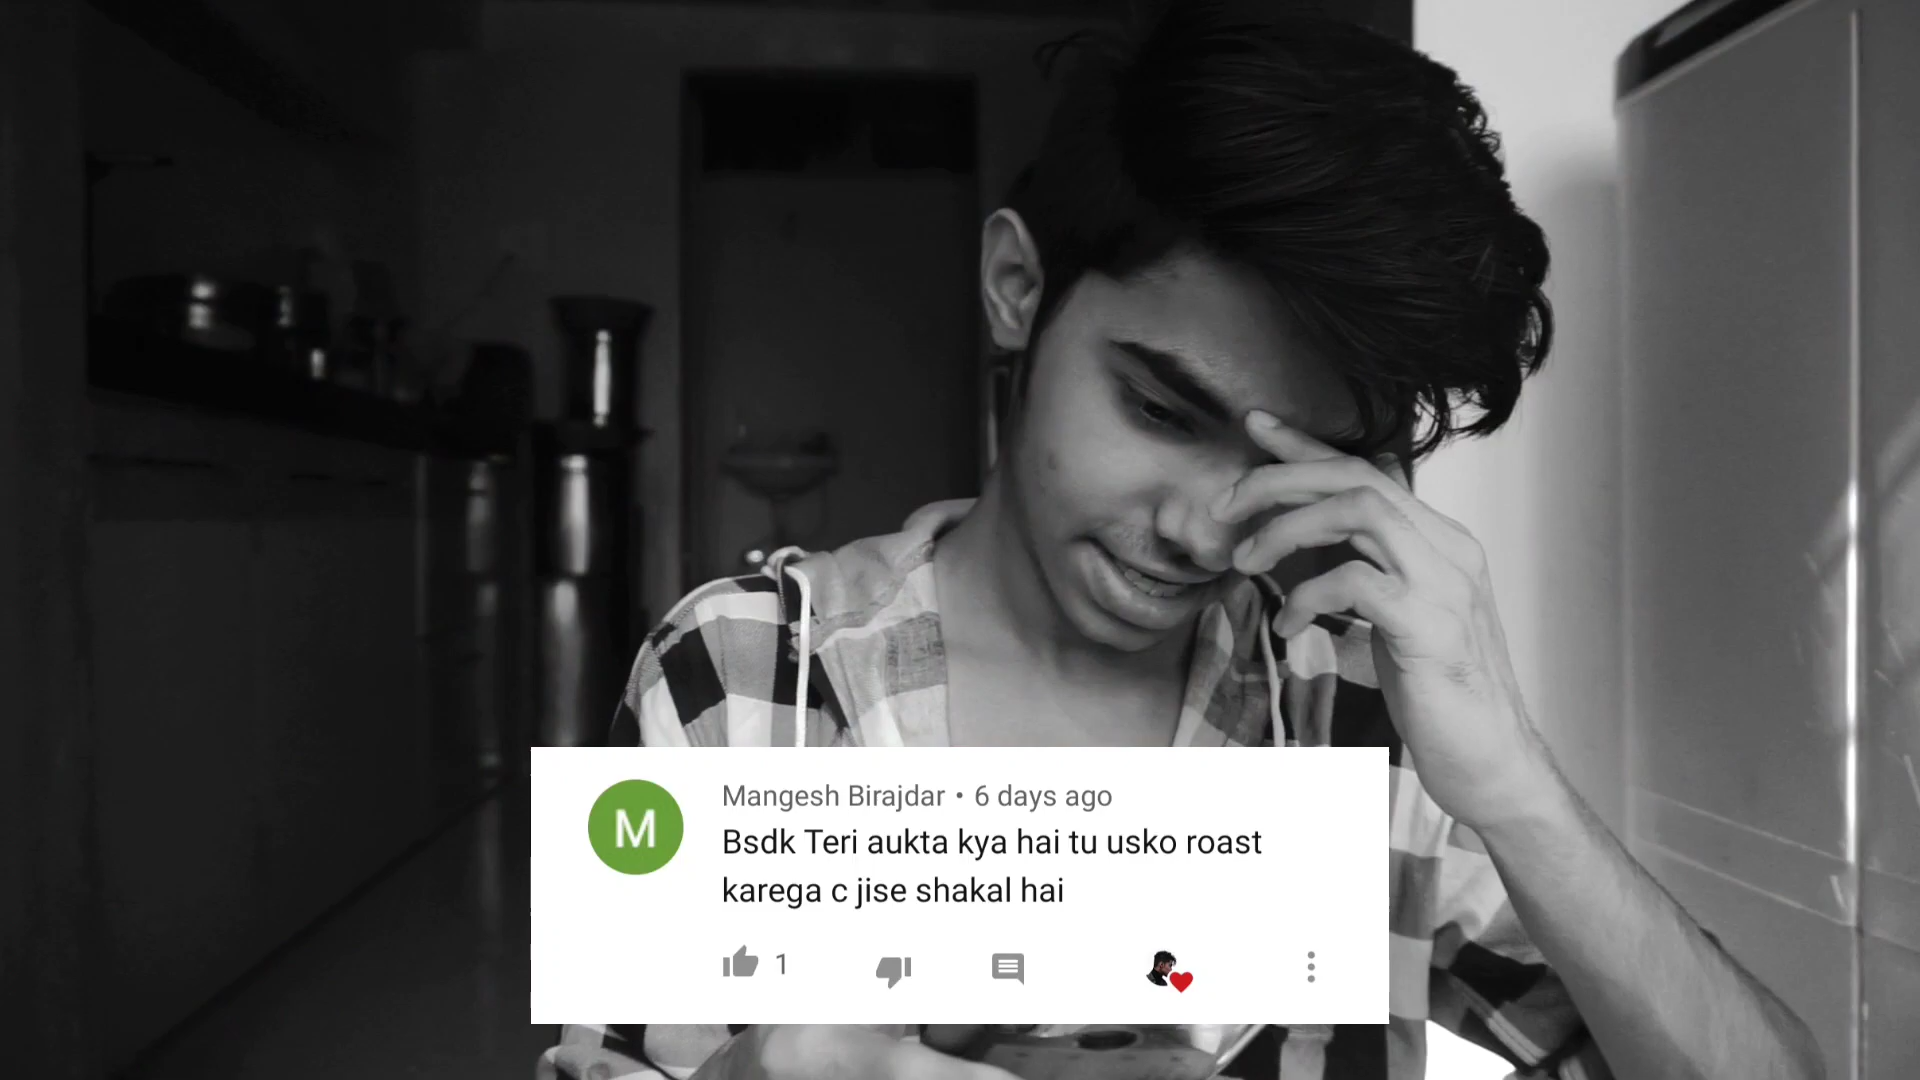 M
Mangesh Birajdar • 6 days ago
Bsdk Teri aukta kya hai tu usko roast
karega c jise shakal hai
1